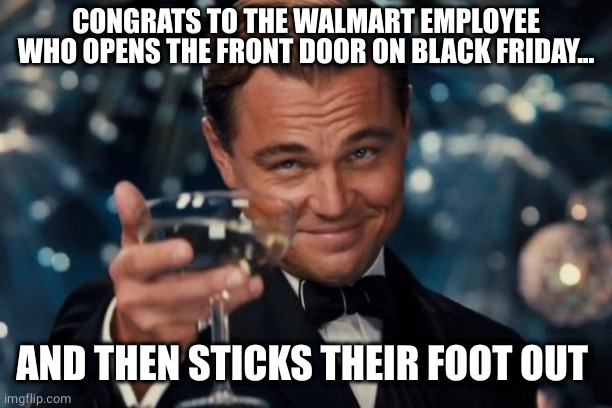 CONGRATS TO THE WALMART EMPLOYEE
WHO OPENS THE FRONT DOOR ON BLACK FRIDAY...
AND THEN STICKS THEIR FOOT OUT
imgflip.com